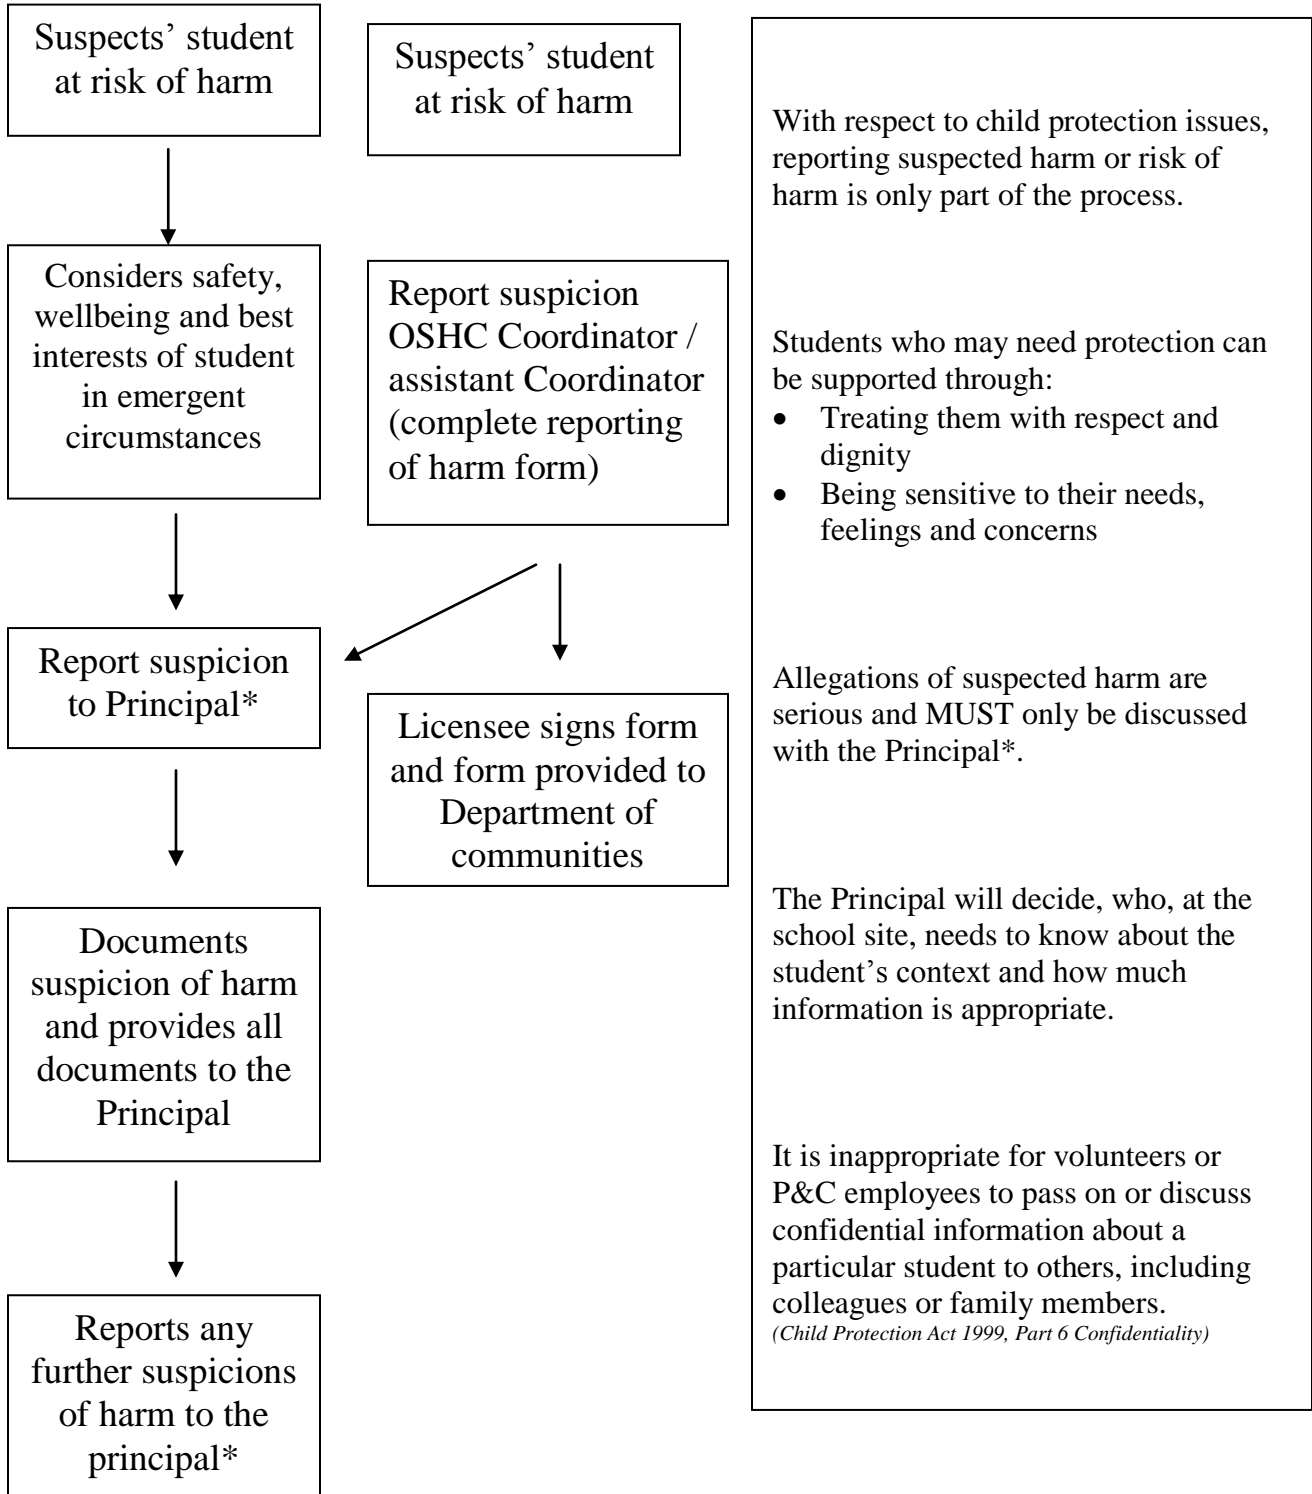 Suspects’ student
at risk of harm
Considers safety,
wellbeing and best
interests of student
in emergent
circumstances
Report suspicion
to Principal*
Documents
suspicion of harm
and provides all
documents to the
Principal
Reports any
further suspicions
of harm to the
principal*
Suspects’ student
at risk of harm
Report suspicion
OSHC Coordinator /
assistant Coordinator
(complete reporting
of harm form)
Licensee signs form
and form provided to
Department of
communities
With respect to child protection issues,
reporting suspected harm or risk of
harm is only part of the process.
Students who may need protection can
be supported through:
• Treating them with respect and
dignity
• Being sensitive to their needs,
feelings and concerns
Allegations of suspected harm are
serious and MUST only be discussed
with the Principal*.
The Principal will decide, who, at the
school site, needs to know about the
student’s context and how much
information is appropriate.
It is inappropriate for volunteers or
P&C employees to pass on or discuss
confidential information about a
particular student to others, including
colleagues or family members.
(Child Protection Act 1999, Part 6 Confidentiality)